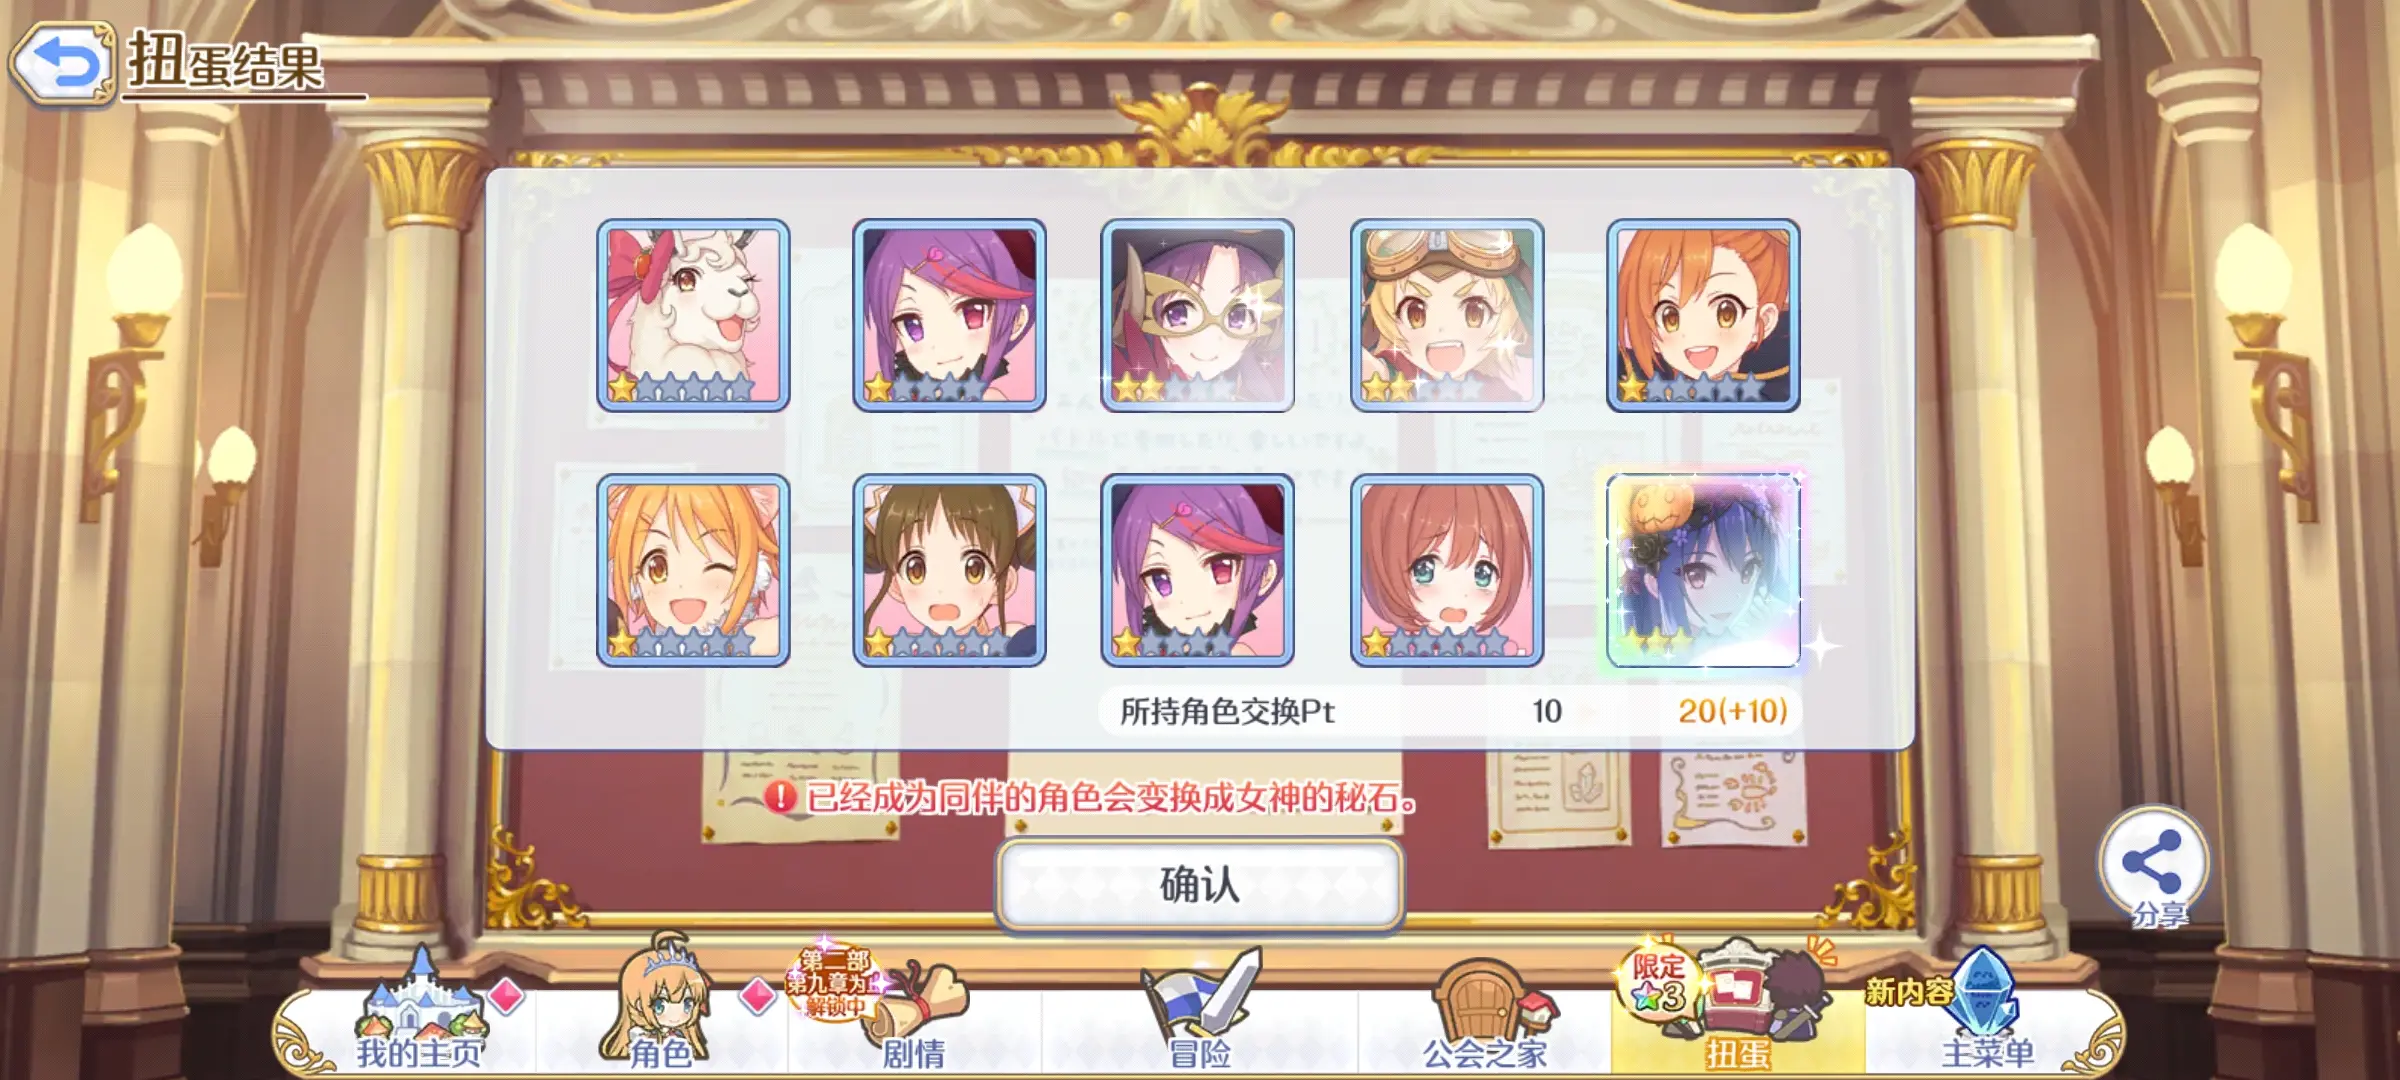 扭蛋结果
所持角色交换Pt 10 20(+10)
已经成为同伴的角色会变换成女神的秘石。
确认
分享
第二部
第九章为止
解锁中
限定
3
新内容
我的主页
角色
剧情
冒险
公会之家
扭蛋
主菜单